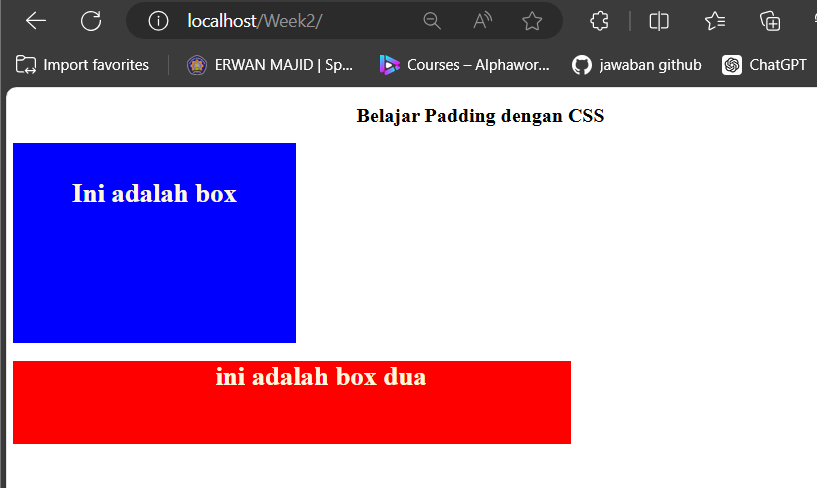 localhost/Week2/
Import favorites
ERWAN MAJID | Sp...
Courses – Alphawor...
jawaban github
ChatGPT
Belajar Padding dengan CSS
Ini adalah box
ini adalah box dua